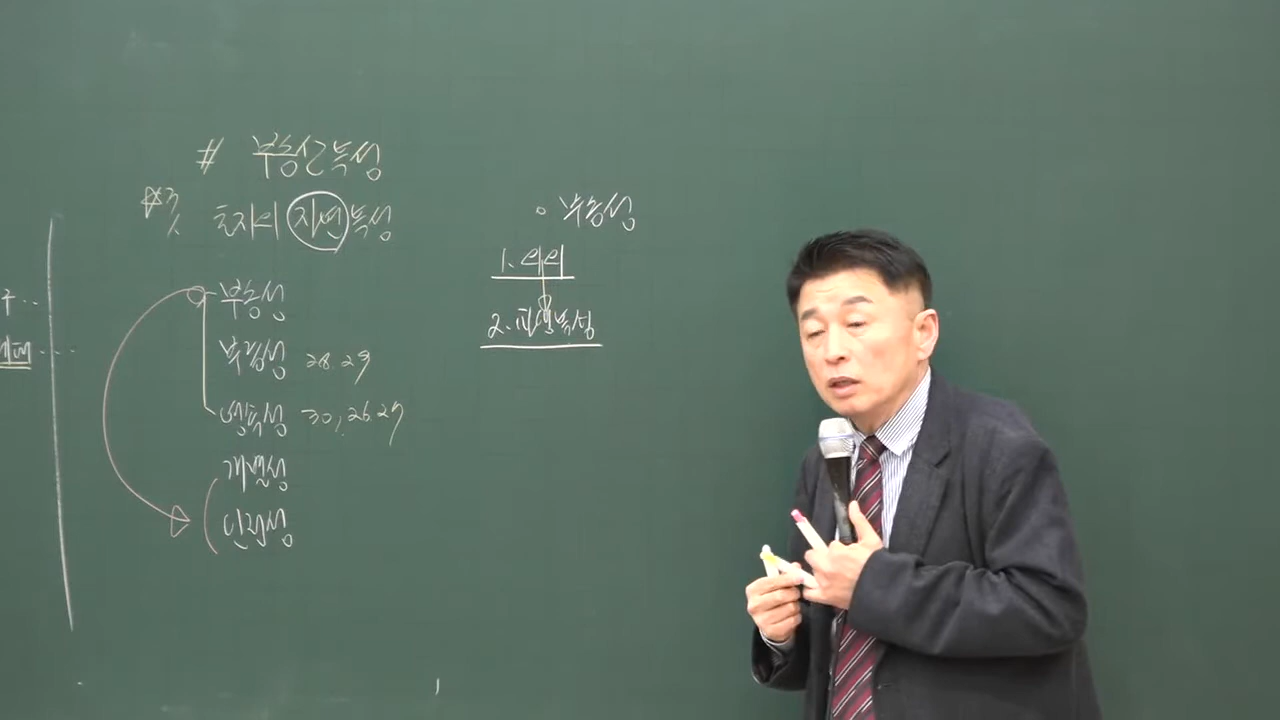 # 부동산특성
토지의 자연특성
부동성
부증성 28.29
영속성 30, 26.27
개별성
인접성
◦ 부동성
1. 의의
2. 파생특성